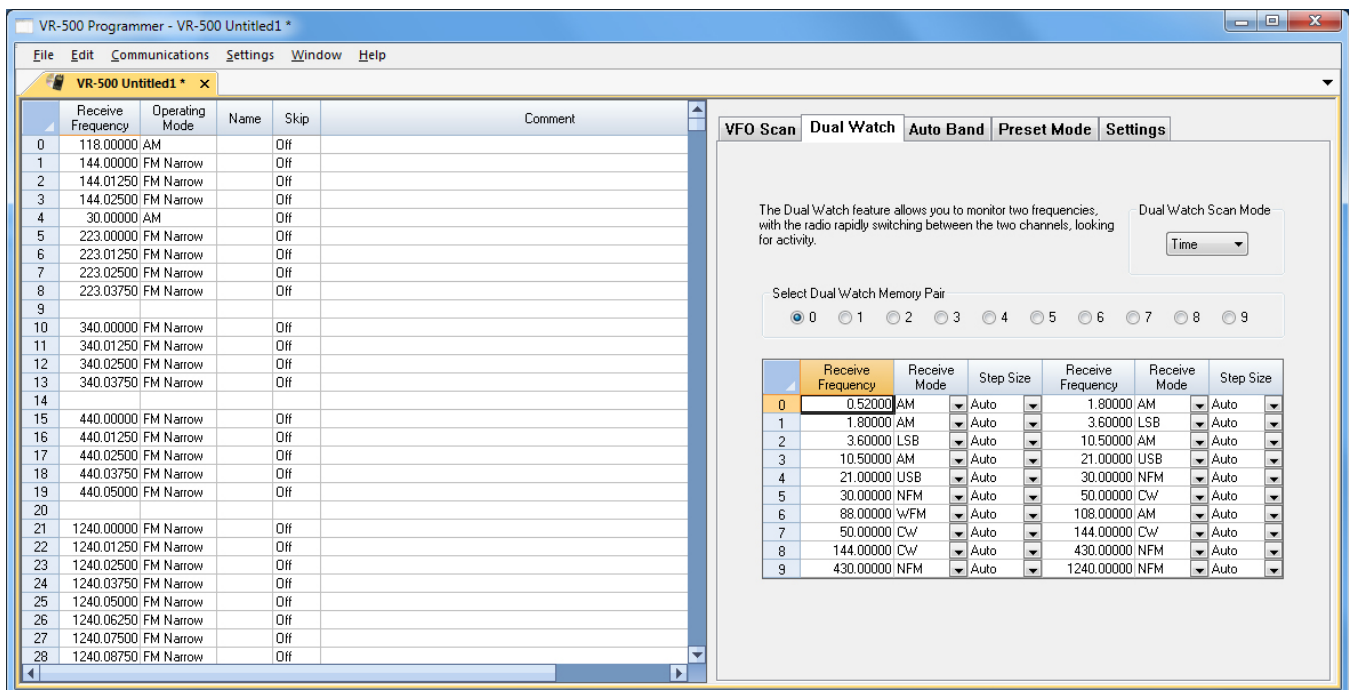 VR-500 Programmer - VR-500 Untitled1 *
File Edit Communications Settings Window Help
VR-500 Untitled1 * x
Receive Frequency Operating Mode Name Skip Comment
0 118.00000 AM Off
1 144.00000 FM Narrow Off
2 144.01250 FM Narrow Off
3 144.02500 FM Narrow Off
4 30.00000 AM Off
5 223.00000 FM Narrow Off
6 223.01250 FM Narrow Off
7 223.02500 FM Narrow Off
8 223.03750 FM Narrow Off
9
10 340.00000 FM Narrow Off
11 340.01250 FM Narrow Off
12 340.02500 FM Narrow Off
13 340.03750 FM Narrow Off
14
15 440.00000 FM Narrow Off
16 440.01250 FM Narrow Off
17 440.02500 FM Narrow Off
18 440.03750 FM Narrow Off
19 440.05000 FM Narrow Off
20
21 1240.00000 FM Narrow Off
22 1240.01250 FM Narrow Off
23 1240.02500 FM Narrow Off
24 1240.03750 FM Narrow Off
25 1240.05000 FM Narrow Off
26 1240.06250 FM Narrow Off
27 1240.07500 FM Narrow Off
28 1240.08750 FM Narrow Off
VFO Scan Dual Watch Auto Band Preset Mode Settings
The Dual Watch feature allows you to monitor two frequencies,
with the radio rapidly switching between the two channels, looking
for activity.
Dual Watch Scan Mode
Time
Select Dual Watch Memory Pair
0 1 2 3 4 5 6 7 8 9
Receive Frequency Receive Mode Step Size Receive Frequency Receive Mode Step Size
0 0.52000 AM Auto 1.80000 AM Auto
1 1.80000 AM Auto 3.60000 LSB Auto
2 3.60000 LSB Auto 10.50000 AM Auto
3 10.50000 AM Auto 21.00000 USB Auto
4 21.00000 USB Auto 30.00000 NFM Auto
5 30.00000 NFM Auto 50.00000 CW Auto
6 88.00000 WFM Auto 108.00000 AM Auto
7 50.00000 CW Auto 144.00000 CW Auto
8 144.00000 CW Auto 430.00000 NFM Auto
9 430.00000 NFM Auto 1240.00000 NFM Auto